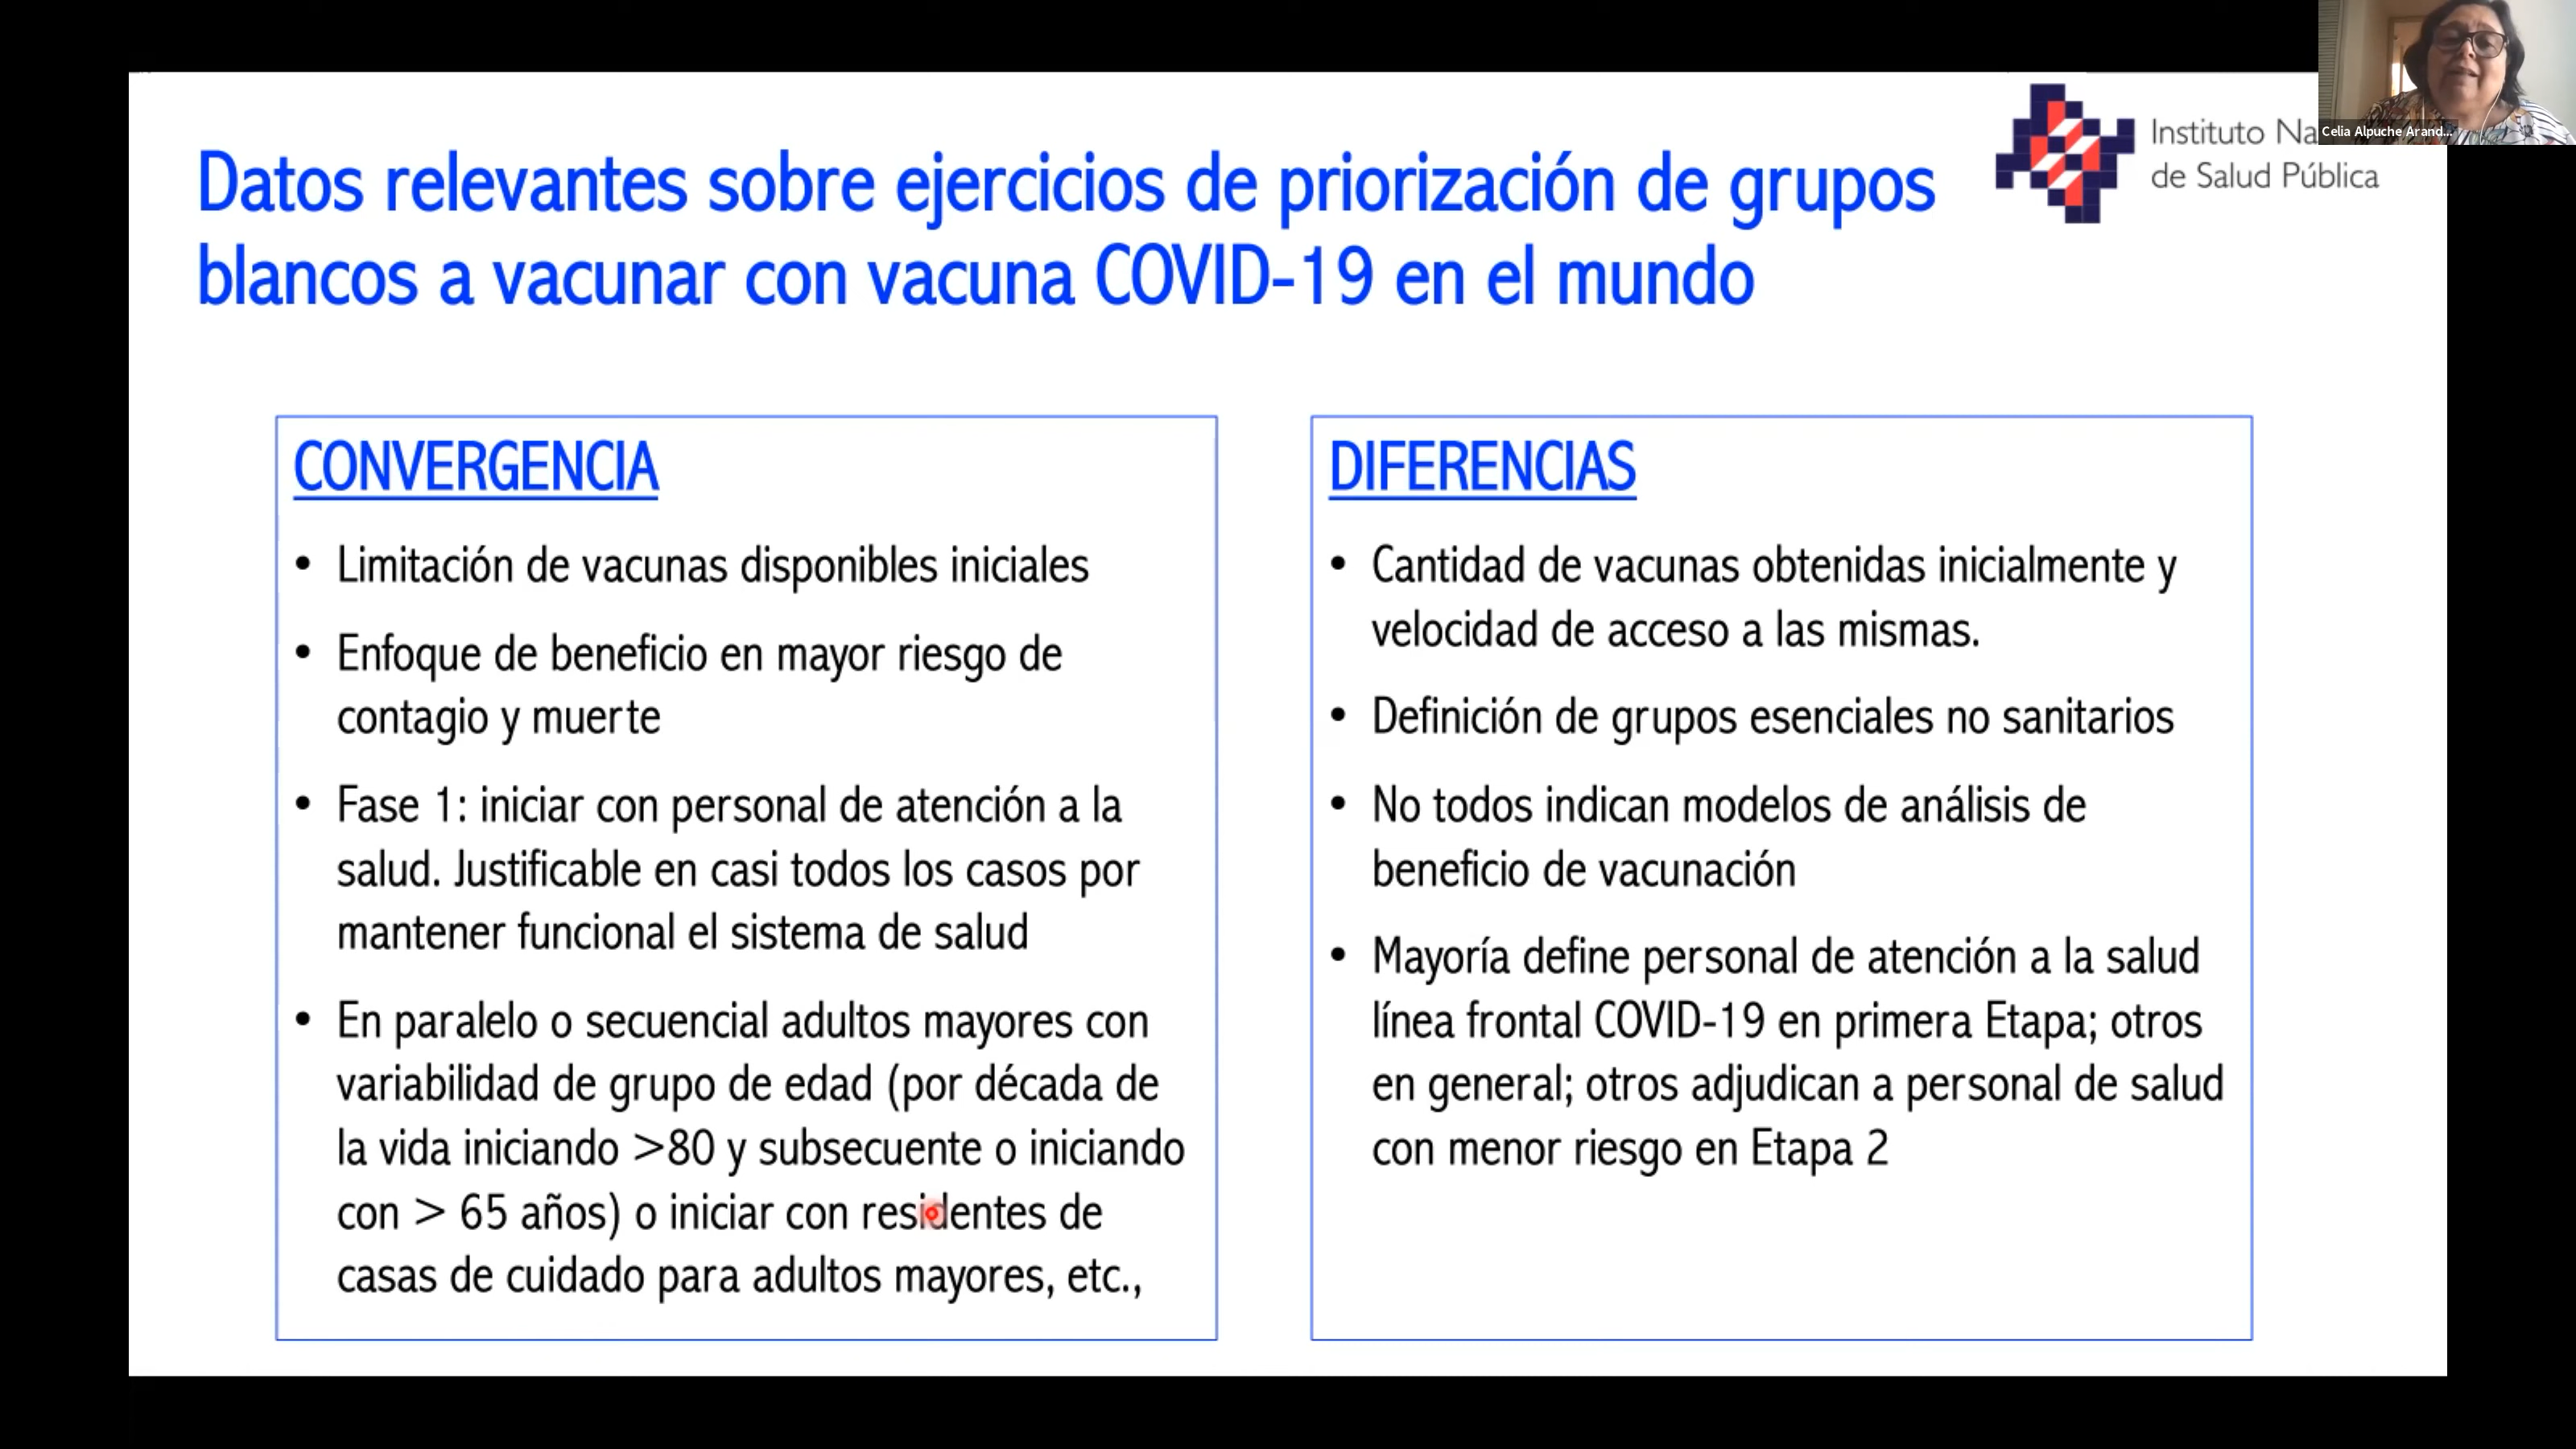 Celia Alpuche Arand...
Instituto Na
de Salud Pública
Datos relevantes sobre ejercicios de priorización de grupos
blancos a vacunar con vacuna COVID-19 en el mundo
CONVERGENCIA
• Limitación de vacunas disponibles iniciales
• Enfoque de beneficio en mayor riesgo de
contagio y muerte
• Fase 1: iniciar con personal de atención a la
salud. Justificable en casi todos los casos por
mantener funcional el sistema de salud
• En paralelo o secuencial adultos mayores con
variabilidad de grupo de edad (por década de
la vida iniciando >80 y subsecuente o iniciando
con > 65 años) o iniciar con residentes de
casas de cuidado para adultos mayores, etc.,
DIFERENCIAS
• Cantidad de vacunas obtenidas inicialmente y
velocidad de acceso a las mismas.
• Definición de grupos esenciales no sanitarios
• No todos indican modelos de análisis de
beneficio de vacunación
• Mayoría define personal de atención a la salud
línea frontal COVID-19 en primera Etapa; otros
en general; otros adjudican a personal de salud
con menor riesgo en Etapa 2